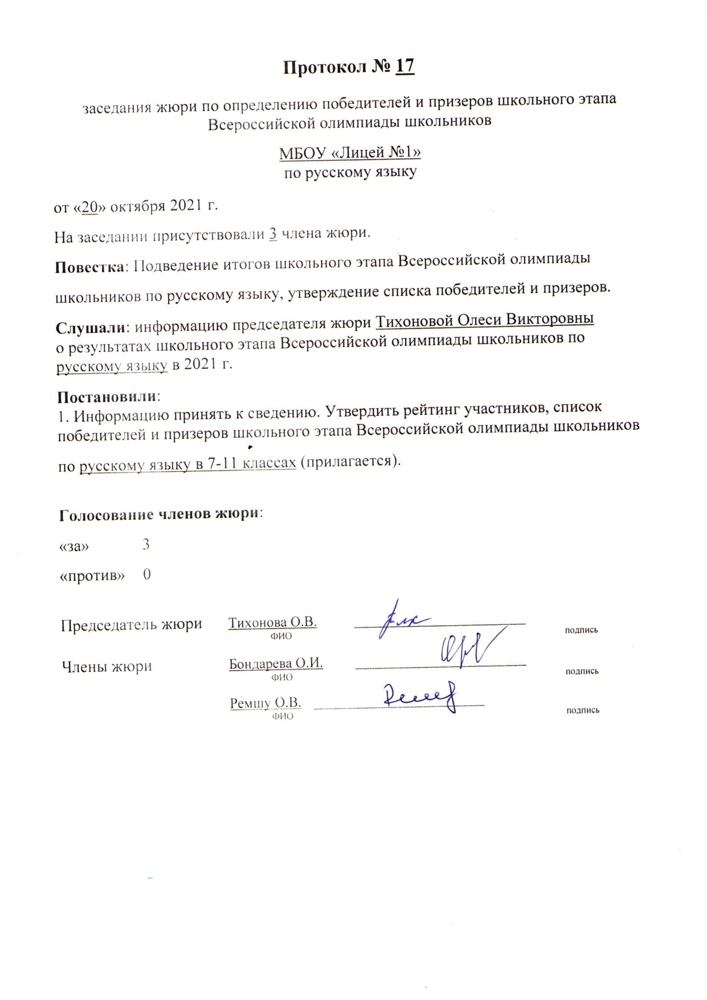 Протокол № 17
заседания жюри по определению победителей и призеров школьного этапа
Всероссийской олимпиады школьников
МБОУ «Лицей №1»
по русскому языку
от «20» октября 2021 г.
На заседании присутствовали 3 члена жюри.
Повестка: Подведение итогов школьного этапа Всероссийской олимпиады
школьников по русскому языку, утверждение списка победителей и призеров.
Слушали: информацию председателя жюри Тихоновой Олеси Викторовны
о результатах школьного этапа Всероссийской олимпиады школьников по
русскому языку в 2021 г.
Постановили:
1. Информацию принять к сведению. Утвердить рейтинг участников, список
победителей и призеров школьного этапа Всероссийской олимпиады школьников
по русскому языку в 7-11 классах (прилагается).
Голосование членов жюри:
«за» 3
«против» 0
Председатель жюри Тихонова О.В.
ФИО подпись
Члены жюри Бондарева О.И.
ФИО подпись
Ремшу О.В.
ФИО подпись